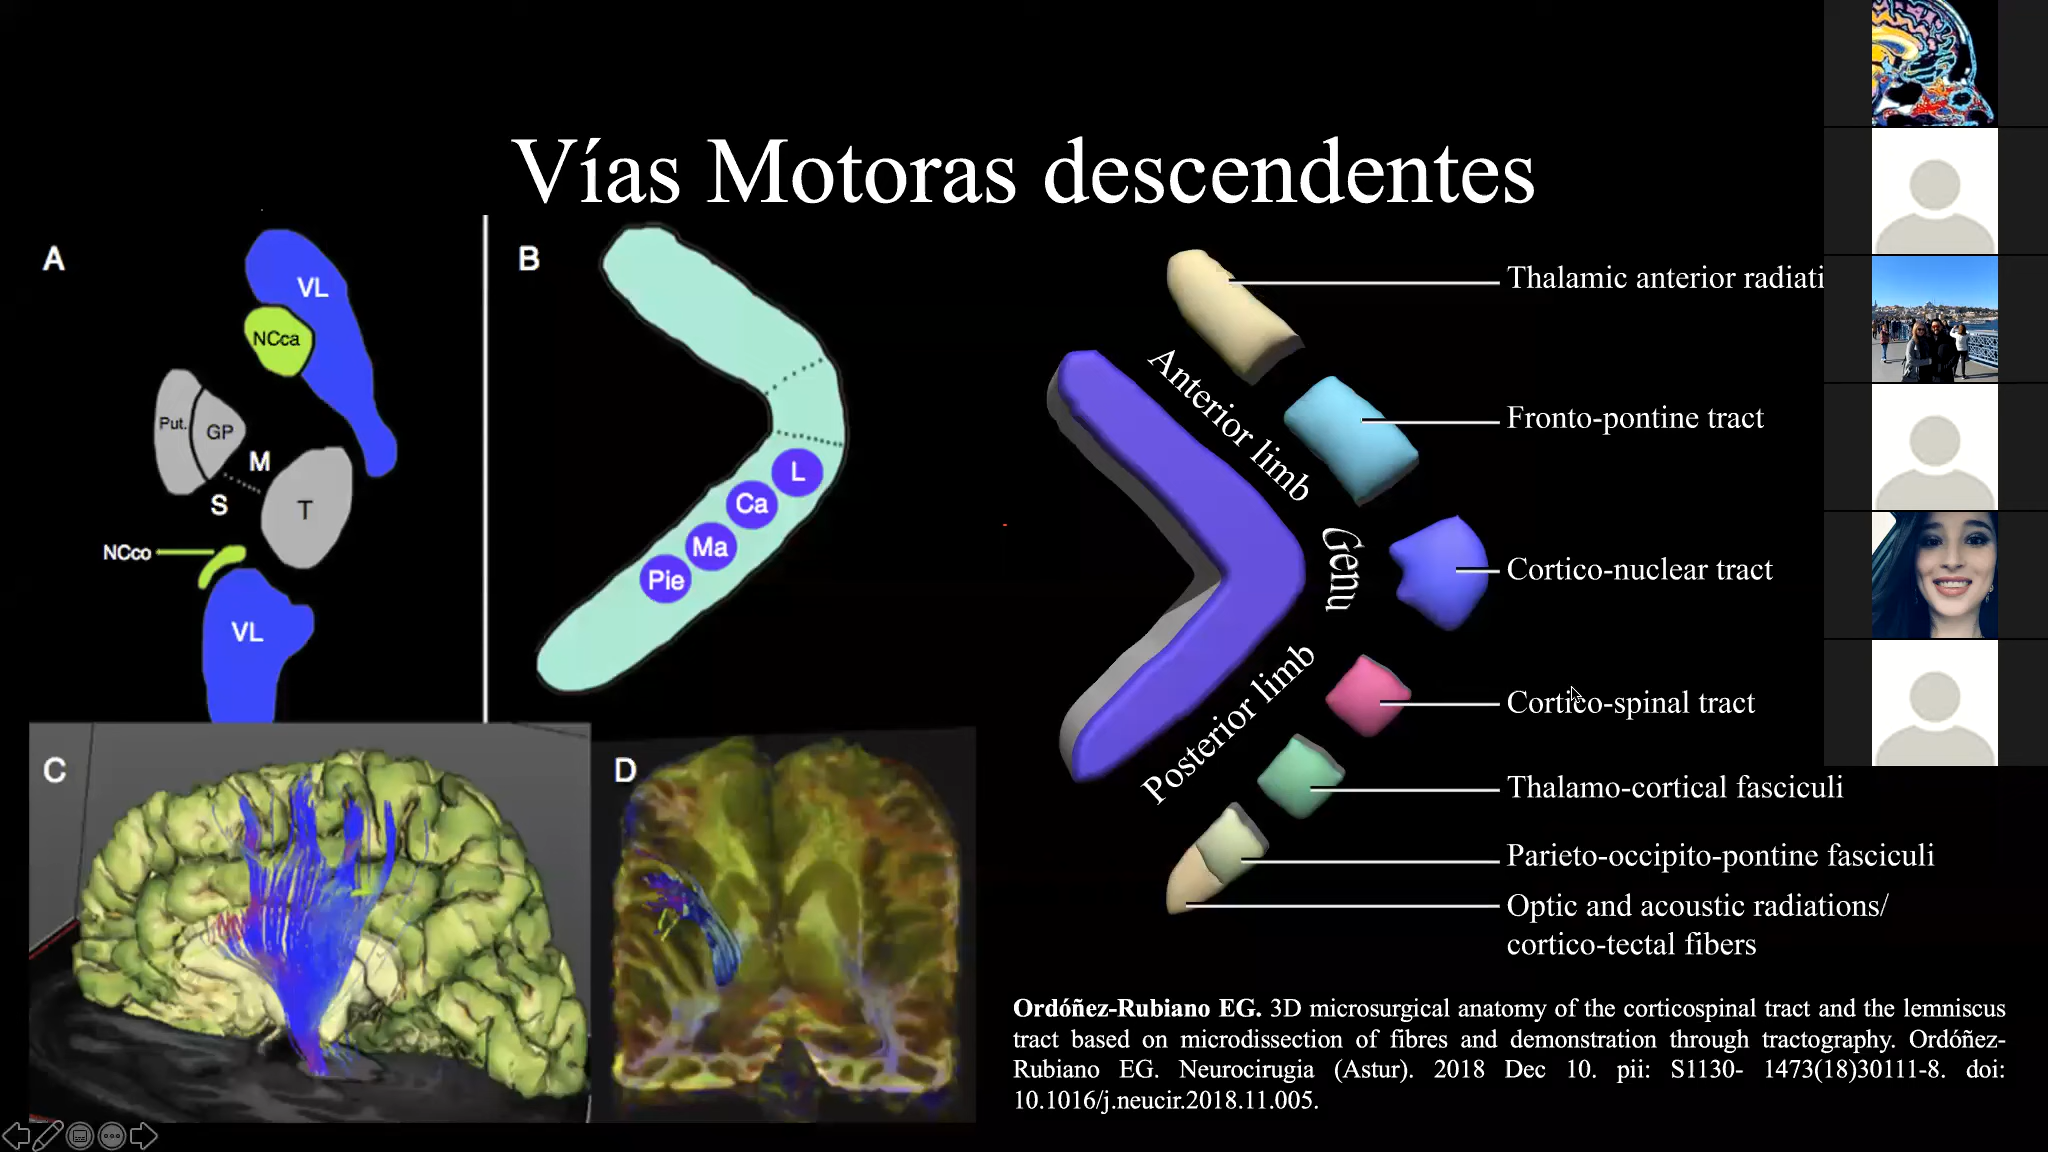 Vías Motoras descendentes
A
VL
NCca
Put.
GP
M
S
T
NCco
VL
B
L
Ca
Ma
Pie
C
D
Thalamic anterior radiati
Anterior limb
Fronto-pontine tract
Genu
Cortico-nuclear tract
Posterior limb
Cortico-spinal tract
Thalamo-cortical fasciculi
Parieto-occipito-pontine fasciculi
Optic and acoustic radiations/
cortico-tectal fibers
Ordóñez-Rubiano EG. 3D microsurgical anatomy of the corticospinal tract and the lemniscus
tract based on microdissection of fibres and demonstration through tractography. Ordóñez-
Rubiano EG. Neurocirugia (Astur). 2018 Dec 10. pii: S1130- 1473(18)30111-8. doi:
10.1016/j.neucir.2018.11.005.